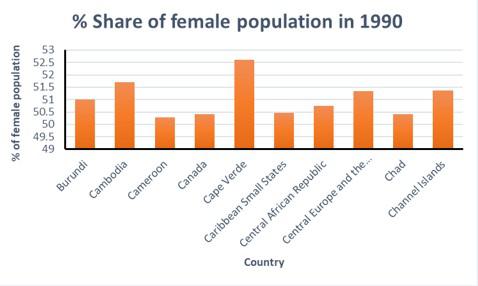 % Share of female population in 1990
% of female population
53
52.5
52
51.5
51
50.5
50
49.5
49
Burundi
Cambodia
Cameroon
Canada
Cape Verde
Caribbean Small States
Central African Republic
Central Europe and the...
Chad
Channel Islands
Country